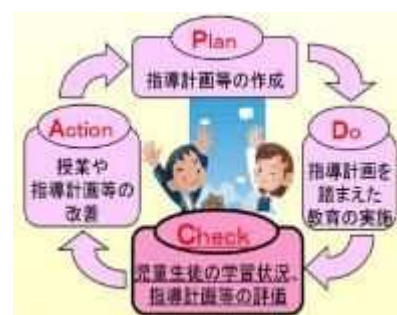 Plan
指導計画等の作成
Do
指導計画を
踏まえた
教育の実施
Check
児童生徒の学習状況、
指導計画等の評価
Action
授業や
指導計画等の
改善